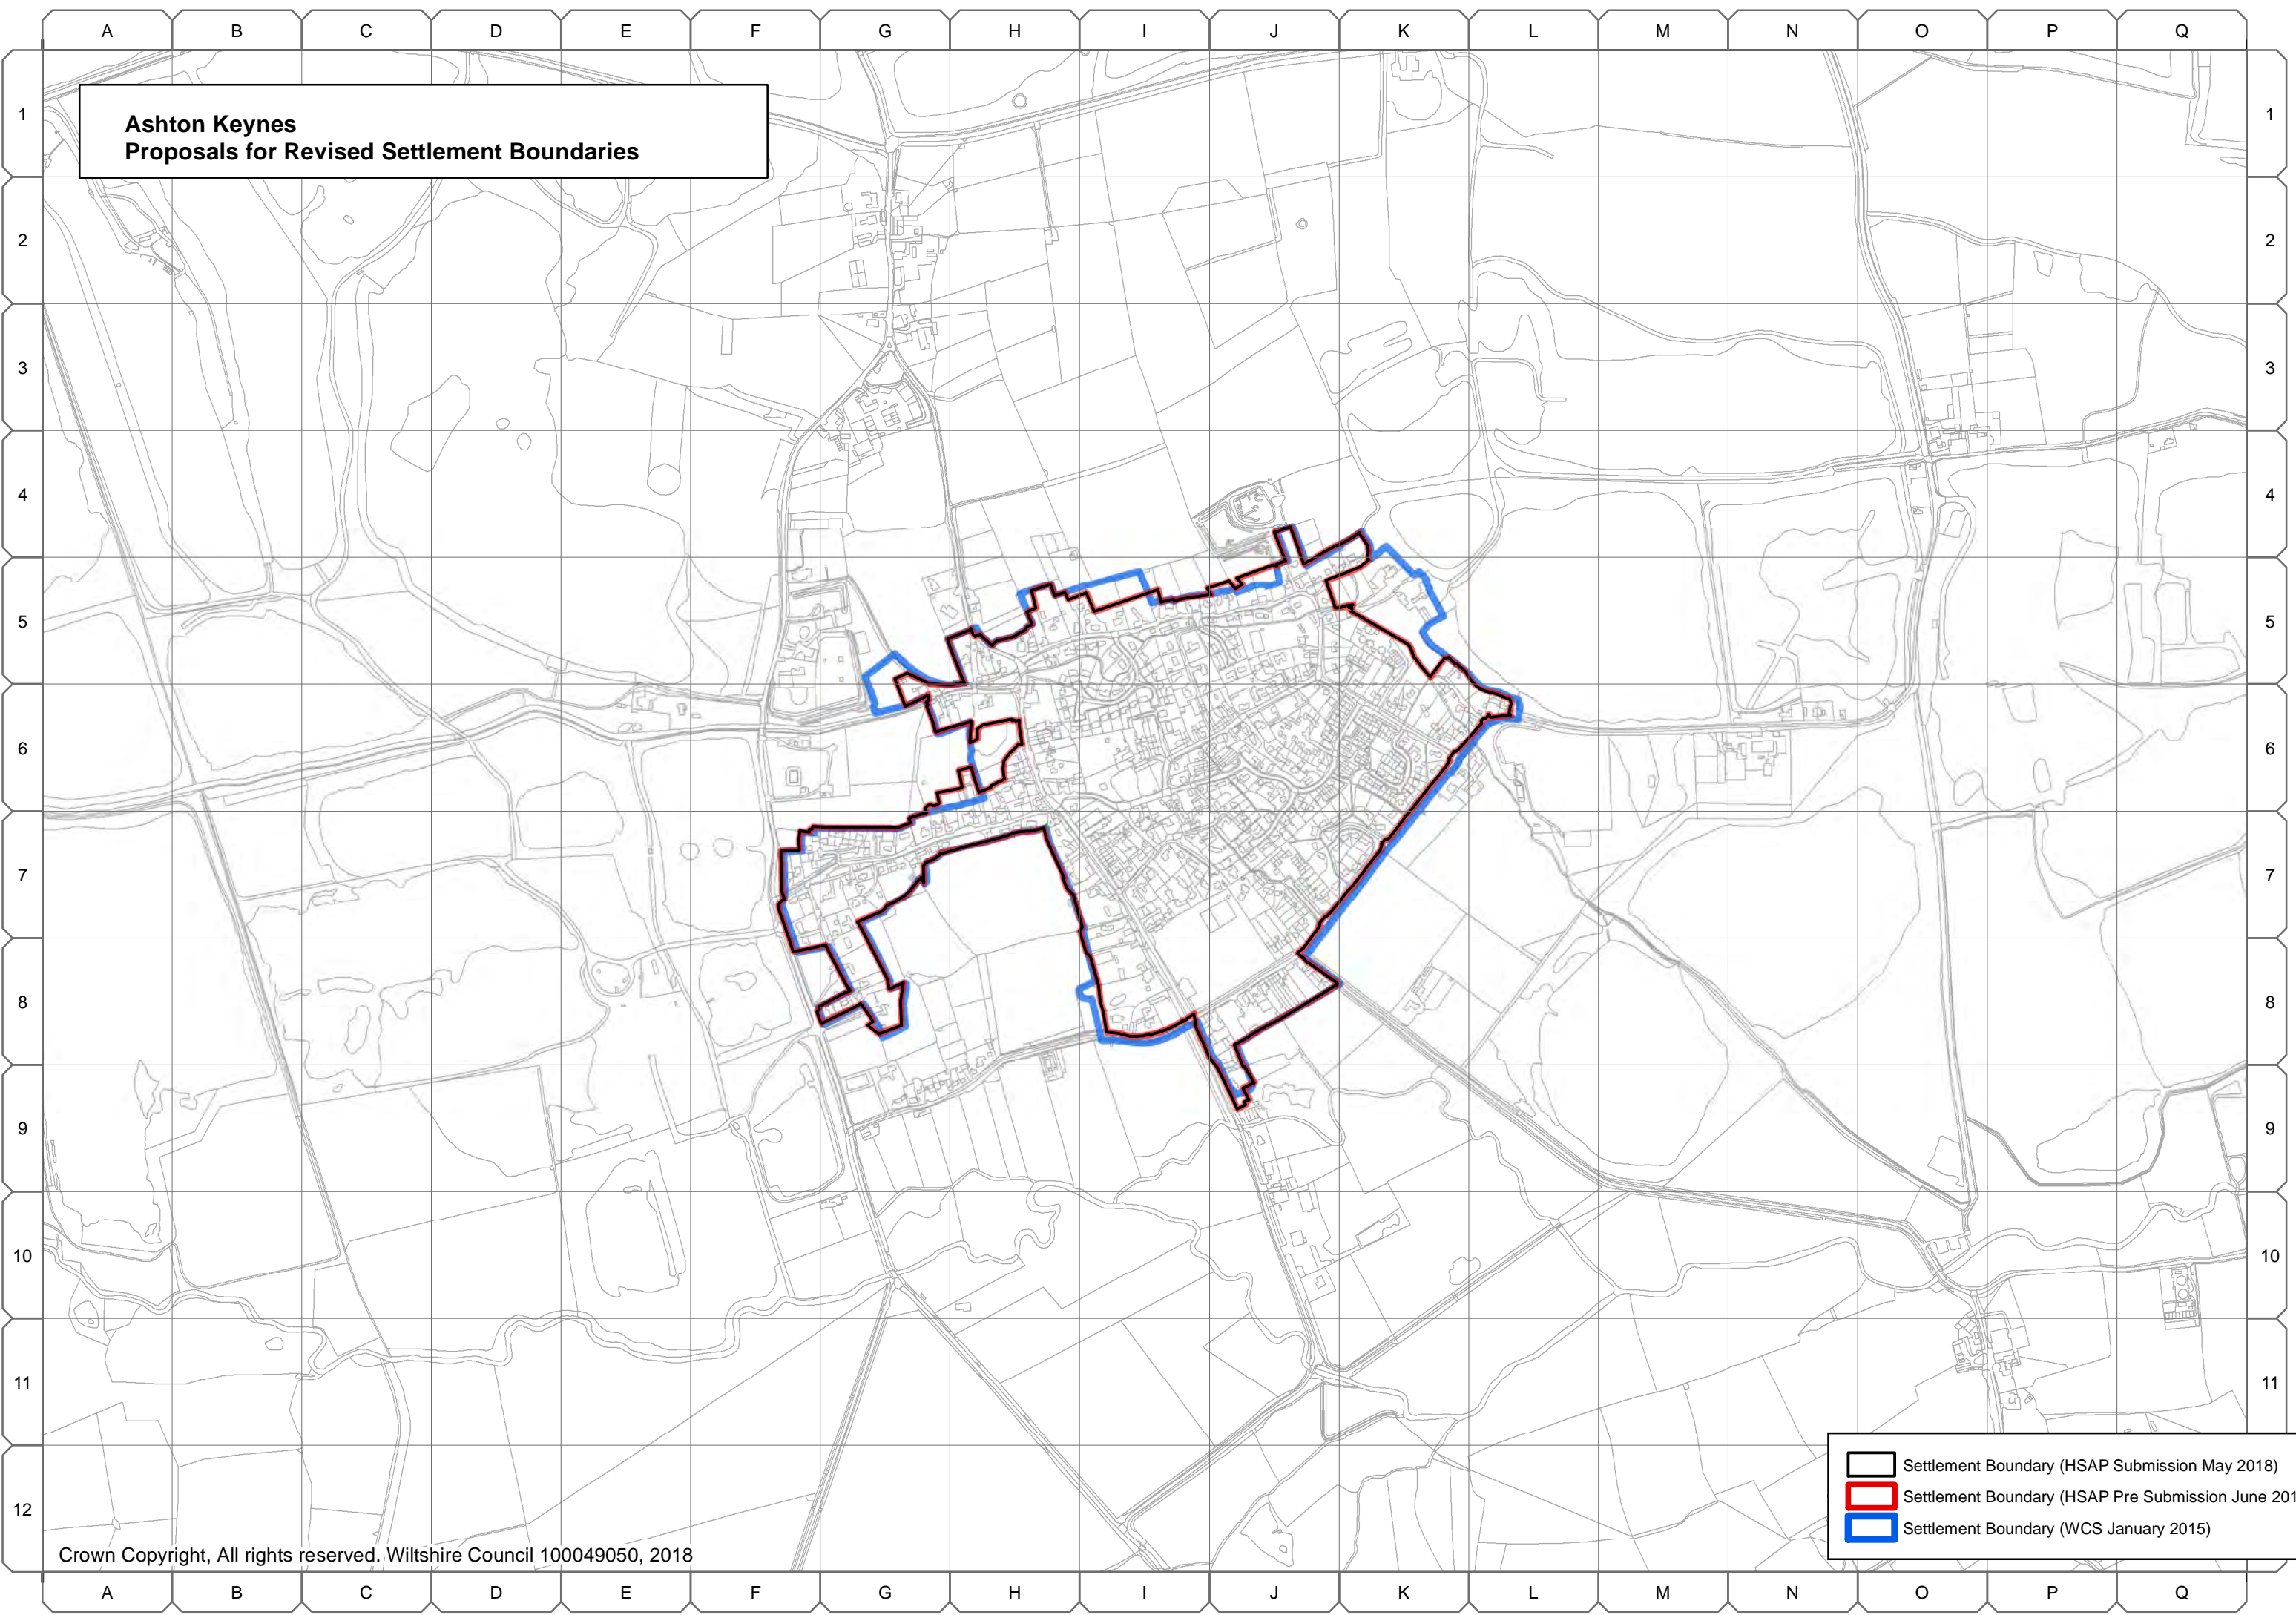 A B C D E F G H I J K L M N O P Q
Ashton Keynes
Proposals for Revised Settlement Boundaries
1 1
2 2
3 3
4 4
5 5
6 6
7 7
8 8
9 9
10 10
11 11
12 12
Settlement Boundary (HSAP Submission May 2018)
Settlement Boundary (HSAP Pre Submission June 201
Settlement Boundary (WCS January 2015)
Crown Copyright, All rights reserved. Wiltshire Council 100049050, 2018
A B C D E F G H I J K L M N O P Q